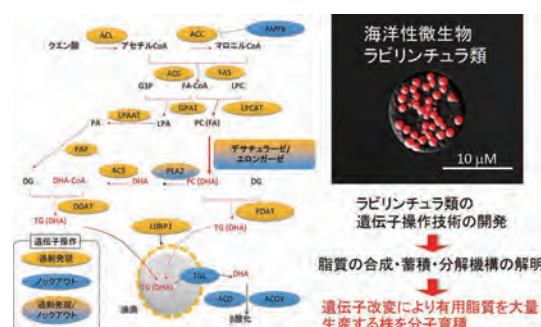 ACL
ACC
AMPK
クエン酸
アセチルCoA
マロニルCoA
ACS
FAS
G3P
FA-CoA
LPC
GPAT
LPCAT
LPAAT
PA
LPA
PC (FA)
PAP
デサチュラーゼ/
エロンガーゼ
ACS
PLA2
DG
DHA-CoA
DHA
PC (DHA)
DG
DGAT
PDAT
TG (DHA)
TG (DHA)
LDRP1
遺伝子操作
過剰発現
ノックアウト
過剰発現/
ノックアウト
TG (DHA)
TGL
DHA
油滴
ACD
β酸化
海洋性微生物
ラビリンチュラ類
10 μM
ラビリンチュラ類の
遺伝子操作技術の開発
脂質の合成・蓄積・分解機構の解明
遺伝子改変により有用脂質を大量
生産する株を分子育種